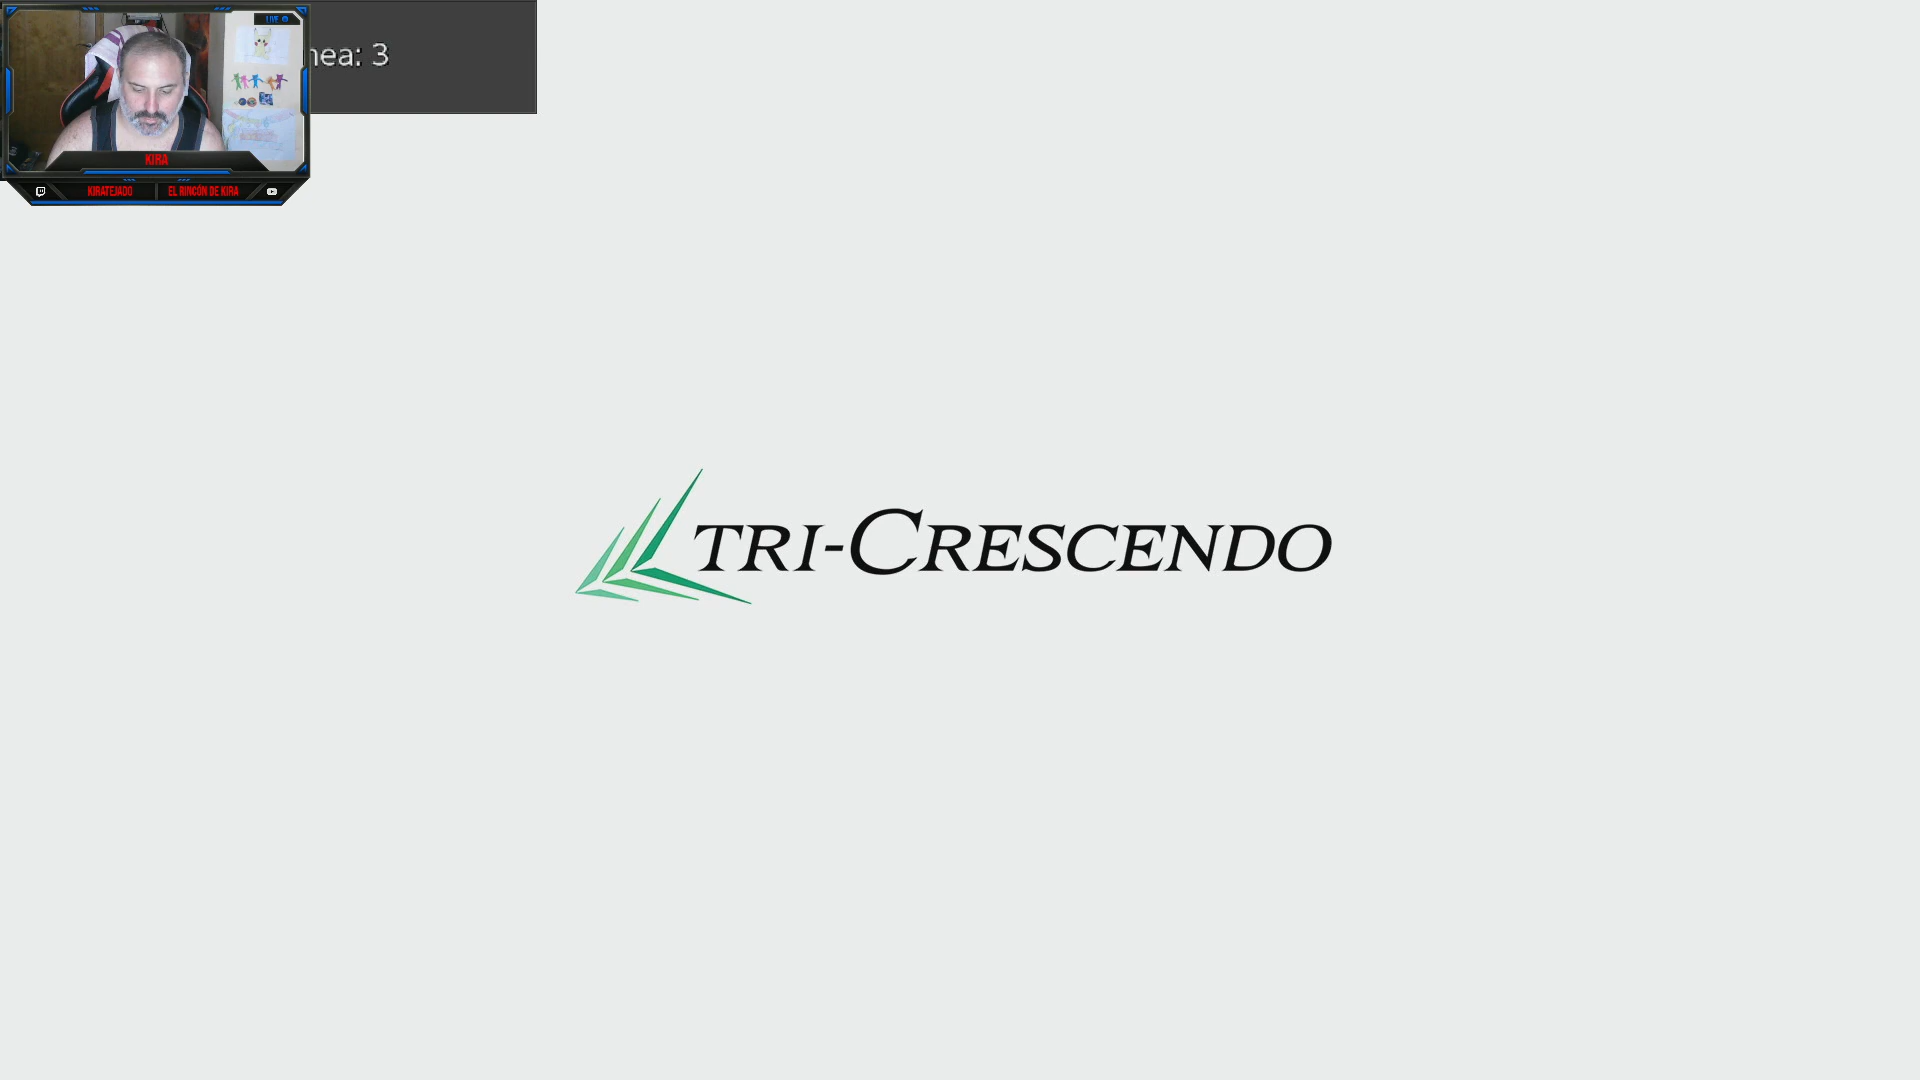 LIVE
KIRA
KIRATEJADO
EL RINCÓN DE KIRA
nea: 3
TRI-CRESCENDO